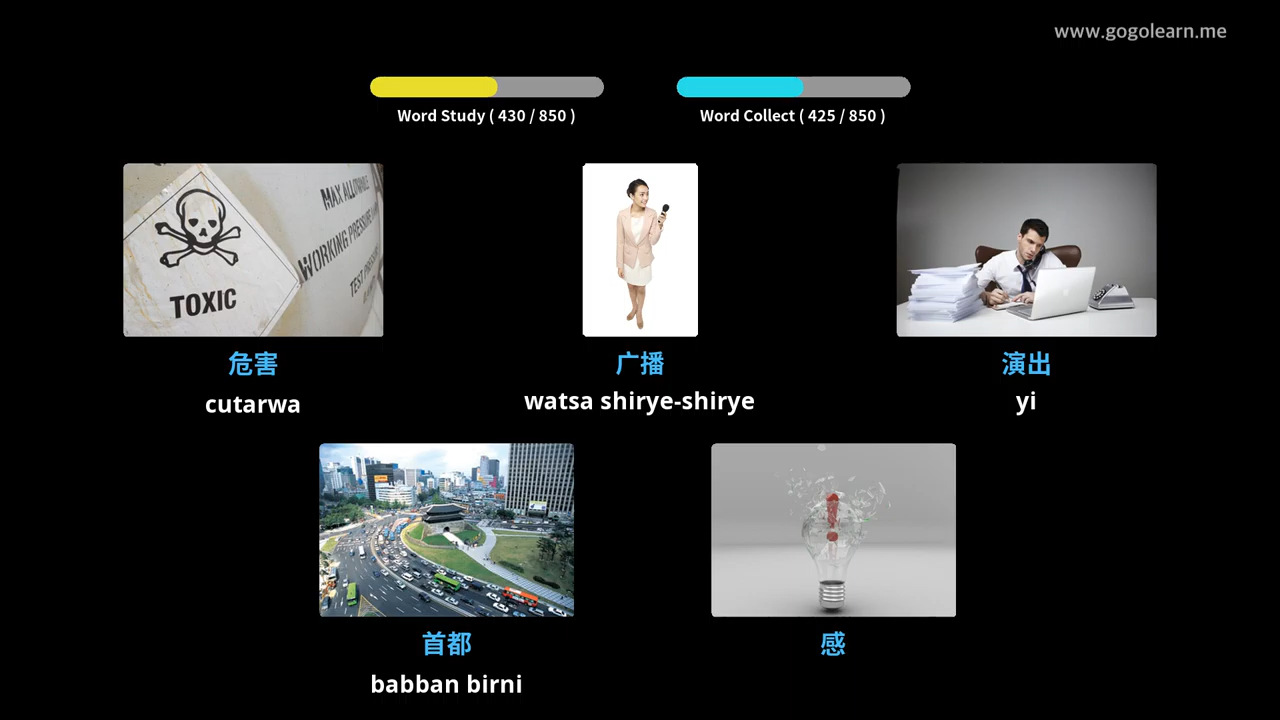 www.gogolearn.me
Word Study ( 430 / 850 )
Word Collect ( 425 / 850 )
TOXIC
MAX ALLOWABLE
WORKING PRESSURE
危害
cutarwa
广播
watsa shirye-shirye
演出
yi
首都
babban birni
感